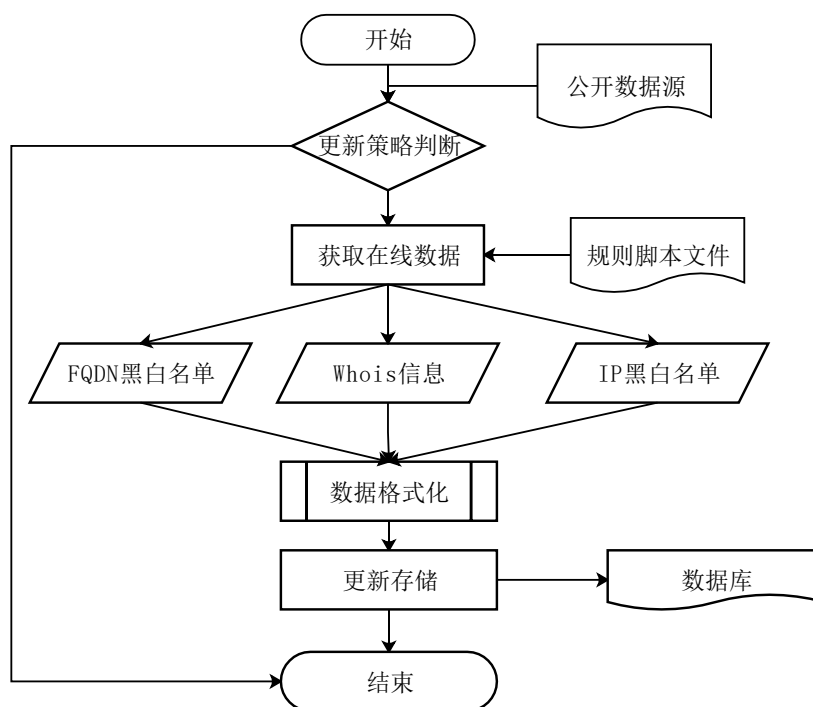 开始
公开数据源
更新策略判断
获取在线数据
规则脚本文件
FQDN黑白名单
Whois信息
IP黑白名单
数据格式化
更新存储
数据库
结束